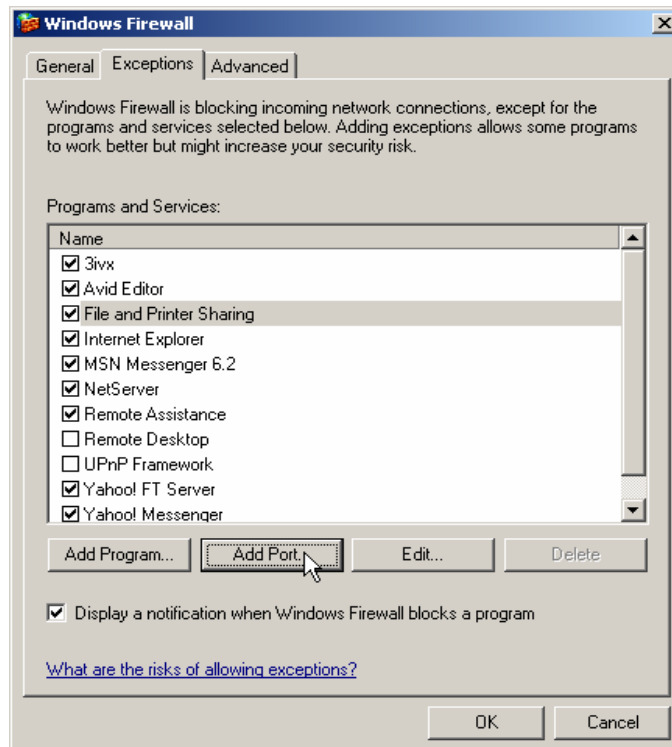 Windows Firewall
General Exceptions Advanced
Windows Firewall is blocking incoming network connections, except for the
programs and services selected below. Adding exceptions allows some programs
to work better but might increase your security risk.
Programs and Services:
Name
3ivx
Avid Editor
File and Printer Sharing
Internet Explorer
MSN Messenger 6.2
NetServer
Remote Assistance
Remote Desktop
UPnP Framework
Yahoo! FT Server
Yahoo! Messenger
Add Program... Add Port... Edit... Delete
Display a notification when Windows Firewall blocks a program
What are the risks of allowing exceptions?
OK Cancel